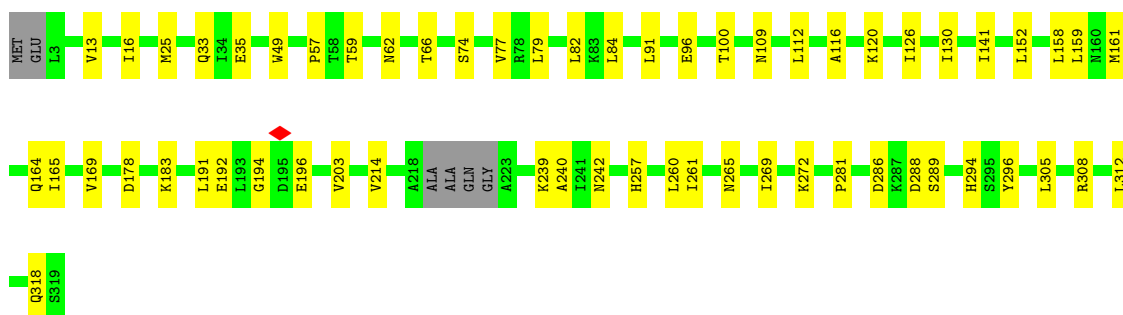 MET GLU L3 V13 I16 M25 Q33 I34 E35 W49 P57 T58 T59 N62 T66 S74 V77 R78 L79 L82 K83 L84 L91 E96 T100 N109 L112 A116 K120 I126 I130 I141 L152 L158 L159 N160 M161
Q164 I165 V169 D178 K183 L191 E192 L193 G194 D195 E196 V203 V214 A218 ALA ALA GLN GLY A223 K239 A240 I241 N242 H257 L260 I261 N265 I269 K272 P281 D286 K287 D288 S289 H294 S295 Y296 L305 R308 L312
Q318 S319